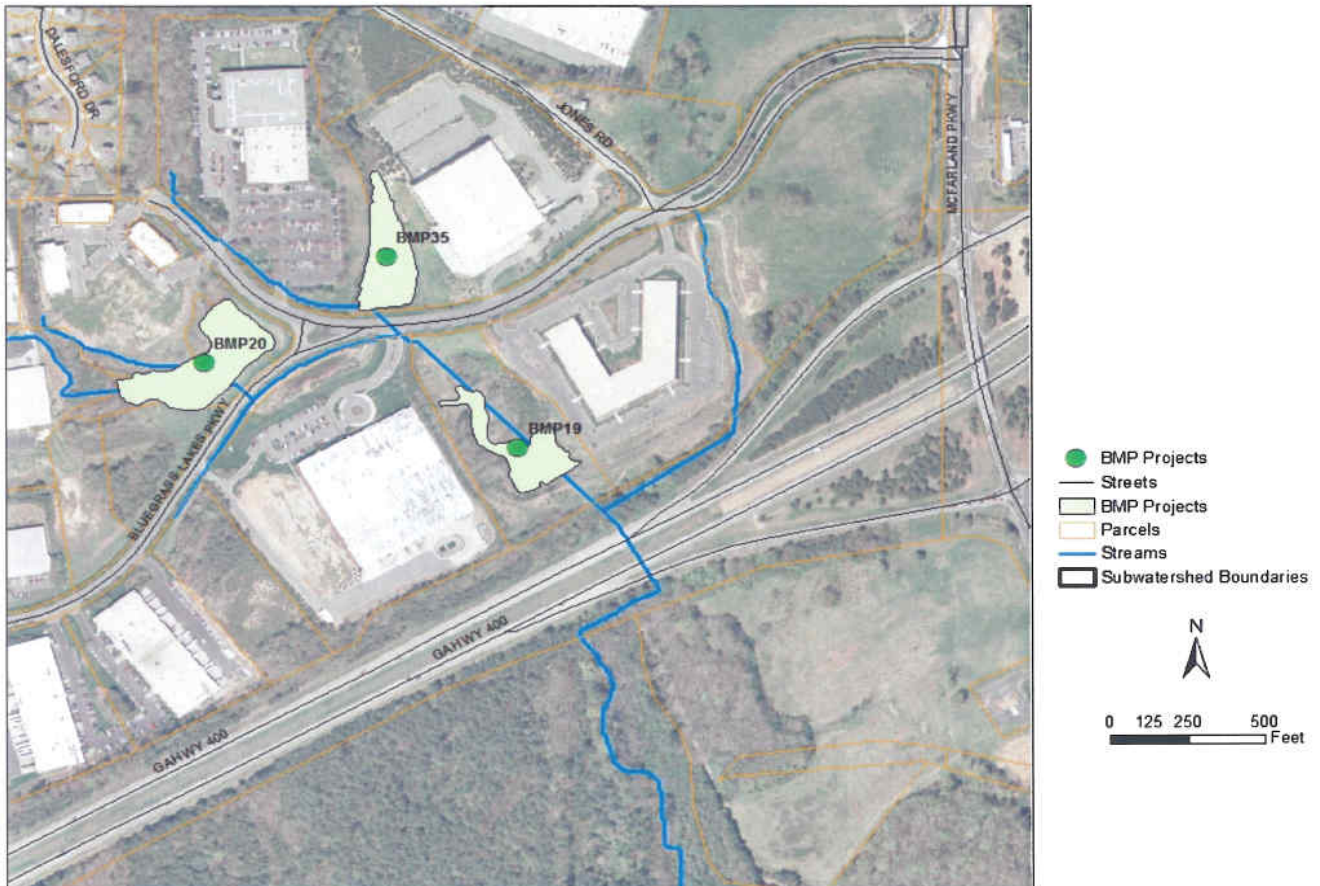 DALESFORD DR
JONES RD
MCFARLAND PKWY
BMP35
BMP20
BMP19
BLUEGRASS LAKES PKWY
GAHWY 400
GAHWY 400
BMP Projects
Streets
BMP Projects
Parcels
Streams
Subwatershed Boundaries
N
0 125 250 500
Feet